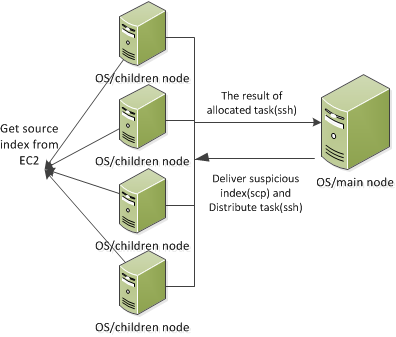 OS/children node
The result of
allocated task(ssh)
OS/children node
Get source
index from
EC2
OS/main node
Deliver suspicious
index(scp) and
Distribute task(ssh)
OS/children node
OS/children node